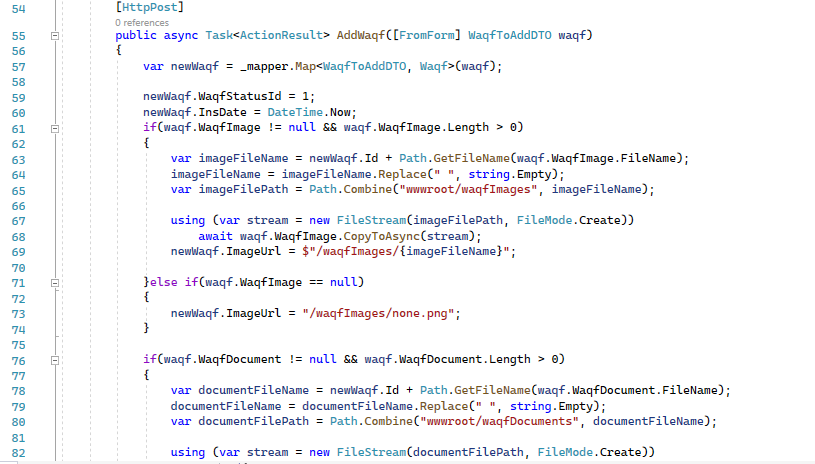 54 [HttpPost]
0 references
55 public async Task<ActionResult> AddWaqf([FromForm] WaqfToAddDTO waqf)
56 {
57 var newWaqf = _mapper.Map<WaqfToAddDTO, Waqf>(waqf);
58
59 newWaqf.WaqfStatusId = 1;
60 newWaqf.InsDate = DateTime.Now;
61 if(waqf.WaqfImage != null && waqf.WaqfImage.Length > 0)
62 {
63 var imageFileName = newWaqf.Id + Path.GetFileName(waqf.WaqfImage.FileName);
64 imageFileName = imageFileName.Replace(" ", string.Empty);
65 var imageFilePath = Path.Combine("wwwroot/waqfImages", imageFileName);
66
67 using (var stream = new FileStream(imageFilePath, FileMode.Create))
68 await waqf.WaqfImage.CopyToAsync(stream);
69 newWaqf.ImageUrl = $"/waqfImages/{imageFileName}";
70
71 }else if(waqf.WaqfImage == null)
72 {
73 newWaqf.ImageUrl = "/waqfImages/none.png";
74 }
75
76 if(waqf.WaqfDocument != null && waqf.WaqfDocument.Length > 0)
77 {
78 var documentFileName = newWaqf.Id + Path.GetFileName(waqf.WaqfDocument.FileName);
79 documentFileName = documentFileName.Replace(" ", string.Empty);
80 var documentFilePath = Path.Combine("wwwroot/waqfDocuments", documentFileName);
81
82 using (var stream = new FileStream(documentFilePath, FileMode.Create))